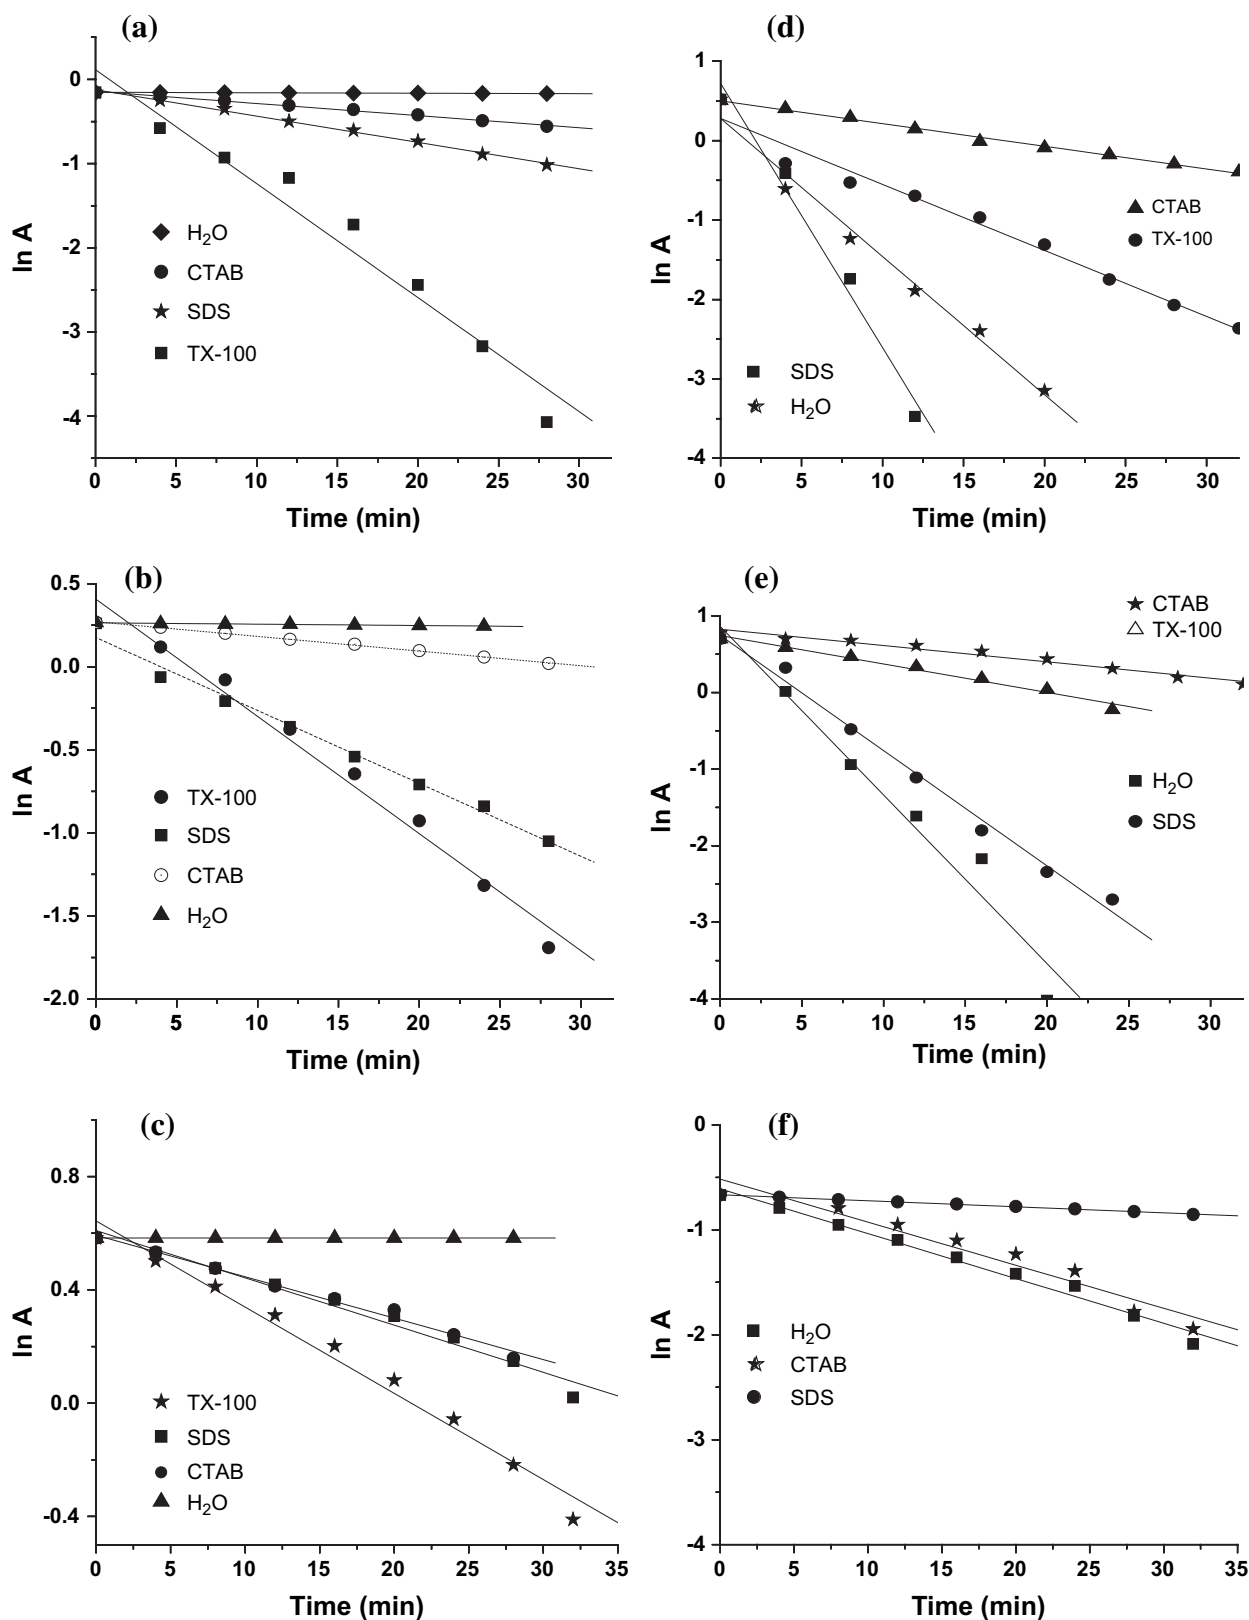 (a)
0
-1
-2
-3
-4
ln A
H₂O
CTAB
SDS
TX-100
0 5 10 15 20 25 30
Time (min)
(d)
1
0
-1
-2
-3
-4
ln A
CTAB
TX-100
SDS
H₂O
0 5 10 15 20 25 30
Time (min)
(b)
0.5
0.0
-0.5
-1.0
-1.5
-2.0
ln A
TX-100
SDS
CTAB
H₂O
0 5 10 15 20 25 30
Time (min)
(e)
1
0
-1
-2
-3
-4
ln A
CTAB
TX-100
H₂O
SDS
0 5 10 15 20 25 30
Time (min)
(c)
0.8
0.4
0.0
-0.4
ln A
TX-100
SDS
CTAB
H₂O
0 5 10 15 20 25 30 35
Time (min)
(f)
0
-1
-2
-3
-4
ln A
H₂O
CTAB
SDS
0 5 10 15 20 25 30 35
Time (min)